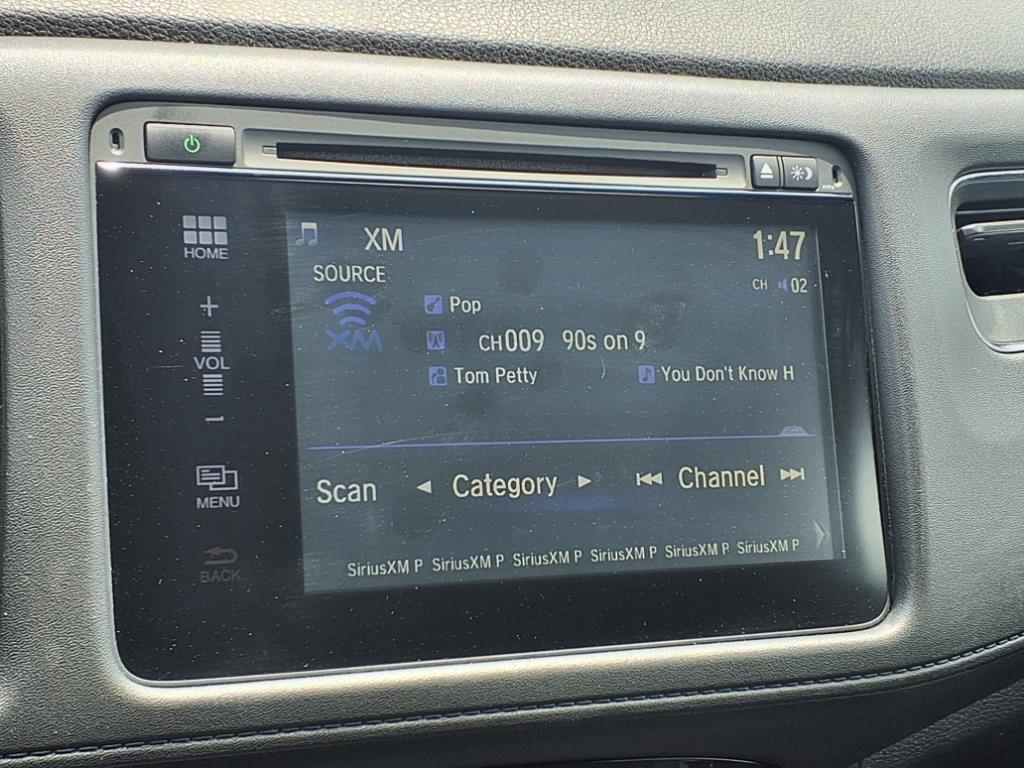 HOME
VOL
MENU
BACK
XM
1:47
SOURCE
CH 02
XM
Pop
CH009 90s on 9
Tom Petty You Don't Know H
Scan Category Channel
SiriusXM P SiriusXM P SiriusXM P SiriusXM P SiriusXM P SiriusXM P